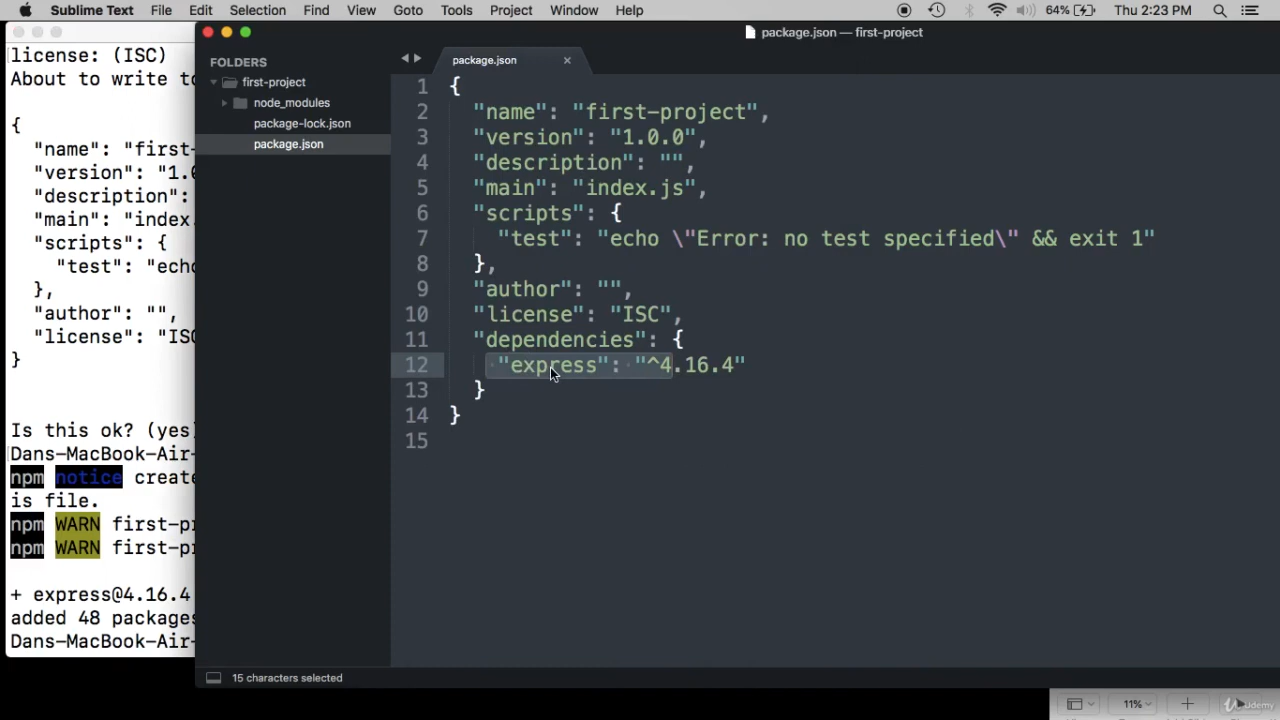 Sublime Text File Edit Selection Find View Goto Tools Project Window Help 64% Thu 2:23 PM
license: (ISC)
About to write to
{
"name": "first-
"version": "1.0
"description":
"main": "index.
"scripts": {
"test": "echo
},
"author": "",
"license": "ISC
}
Is this ok? (yes)
Dans-MacBook-Air-
npm notice create
is file.
npm WARN first-pr
npm WARN first-pr
+ express@4.16.4
added 48 packages
Dans-MacBook-Air-
package.json — first-project
FOLDERS
first-project
node_modules
package-lock.json
package.json
package.json ×
1 {
2 "name": "first-project",
3 "version": "1.0.0",
4 "description": "",
5 "main": "index.js",
6 "scripts": {
7 "test": "echo \"Error: no test specified\" && exit 1"
8 },
9 "author": "",
10 "license": "ISC",
11 "dependencies": {
12 "express": "^4.16.4"
13 }
14 }
15
15 characters selected
11%
Udemy